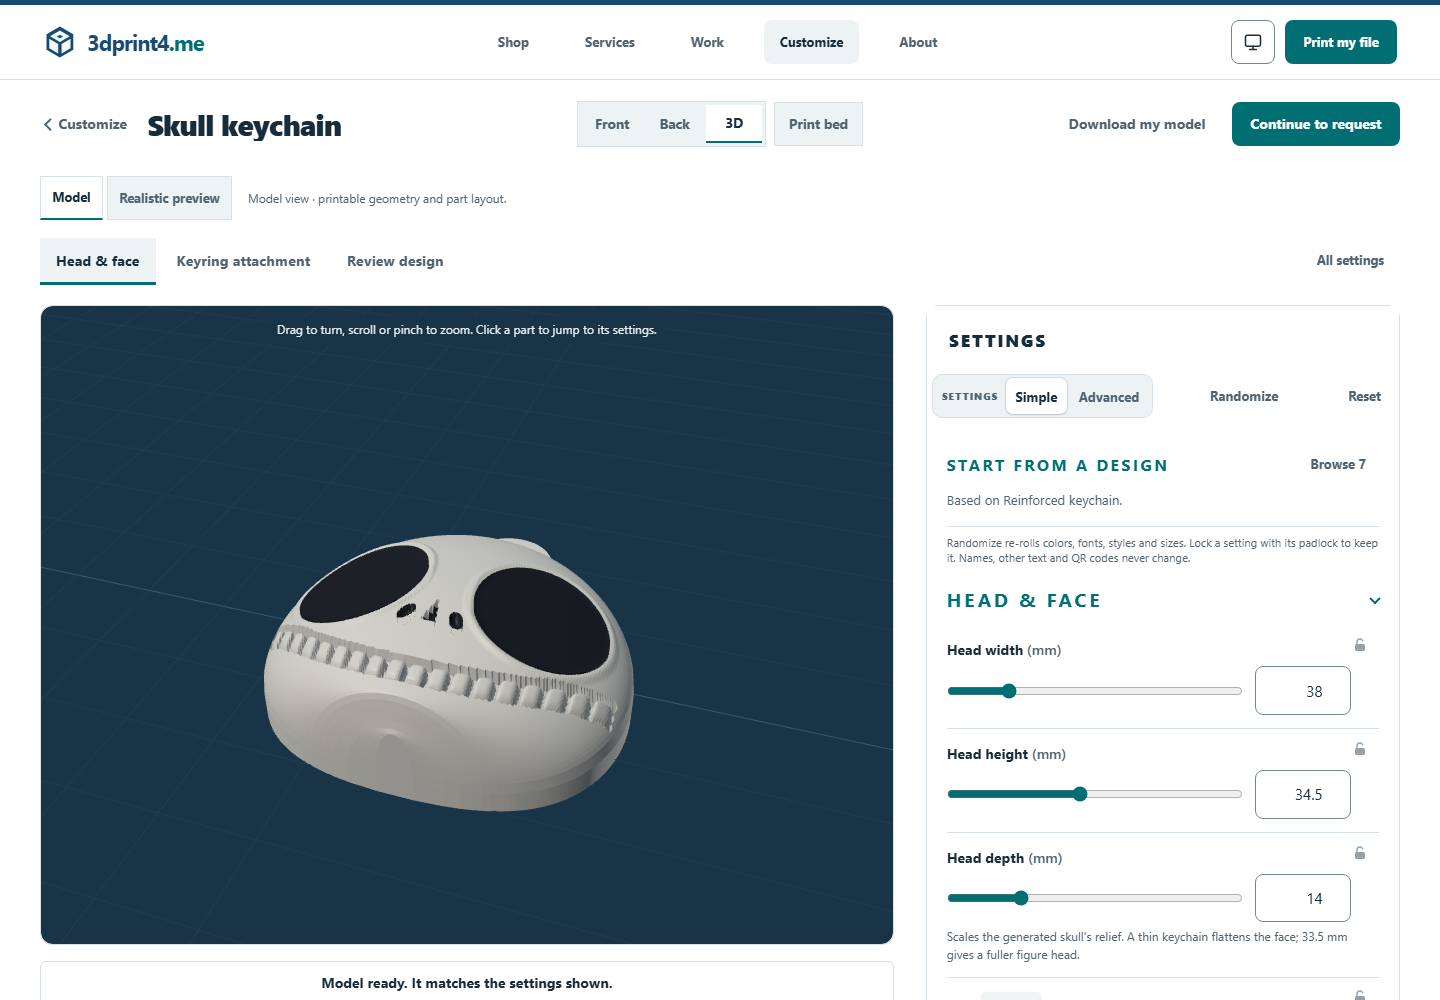 3dprint4.me
Shop
Services
Work
Customize
About
Print my file
Customize
Skull keychain
Front
Back
3D
Print bed
Download my model
Continue to request
Model
Realistic preview
Model view · printable geometry and part layout.
Head & face
Keyring attachment
Review design
All settings
Drag to turn, scroll or pinch to zoom. Click a part to jump to its settings.
Model ready. It matches the settings shown.
SETTINGS
SETTINGS
Simple
Advanced
Randomize
Reset
START FROM A DESIGN
Browse 7
Based on Reinforced keychain.
Randomize re-rolls colors, fonts, styles and sizes. Lock a setting with its padlock to keep
it. Names, other text and QR codes never change.
HEAD & FACE
Head width (mm)
38
Head height (mm)
34.5
Head depth (mm)
14
Scales the generated skull's relief. A thin keychain flattens the face; 33.5 mm
gives a fuller figure head.